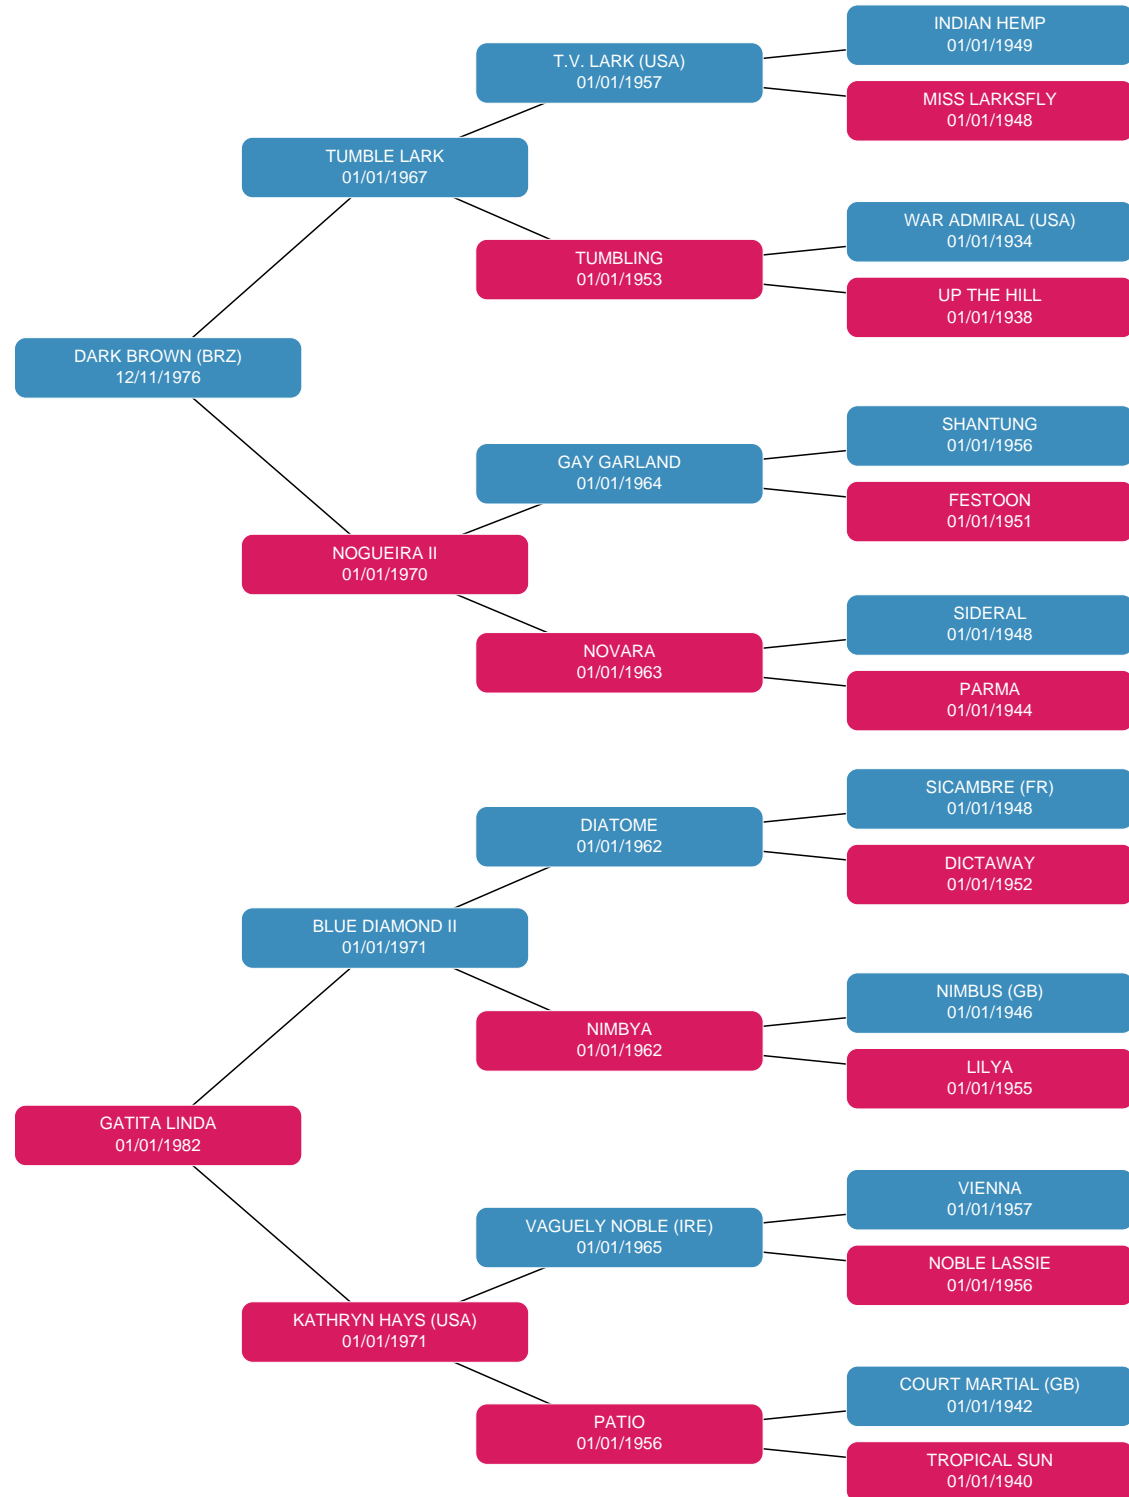 INDIAN HEMP
01/01/1949
T.V. LARK (USA)
01/01/1957
MISS LARKSFLY
01/01/1948
TUMBLE LARK
01/01/1967
WAR ADMIRAL (USA)
01/01/1934
TUMBLING
01/01/1953
UP THE HILL
01/01/1938
DARK BROWN (BRZ)
12/11/1976
SHANTUNG
01/01/1956
GAY GARLAND
01/01/1964
FESTOON
01/01/1951
NOGUEIRA II
01/01/1970
SIDERAL
01/01/1948
NOVARA
01/01/1963
PARMA
01/01/1944
SICAMBRE (FR)
01/01/1948
DIATOME
01/01/1962
DICTAWAY
01/01/1952
BLUE DIAMOND II
01/01/1971
NIMBUS (GB)
01/01/1946
NIMBYA
01/01/1962
LILYA
01/01/1955
GATITA LINDA
01/01/1982
VIENNA
01/01/1957
VAGUELY NOBLE (IRE)
01/01/1965
NOBLE LASSIE
01/01/1956
KATHRYN HAYS (USA)
01/01/1971
COURT MARTIAL (GB)
01/01/1942
PATIO
01/01/1956
TROPICAL SUN
01/01/1940